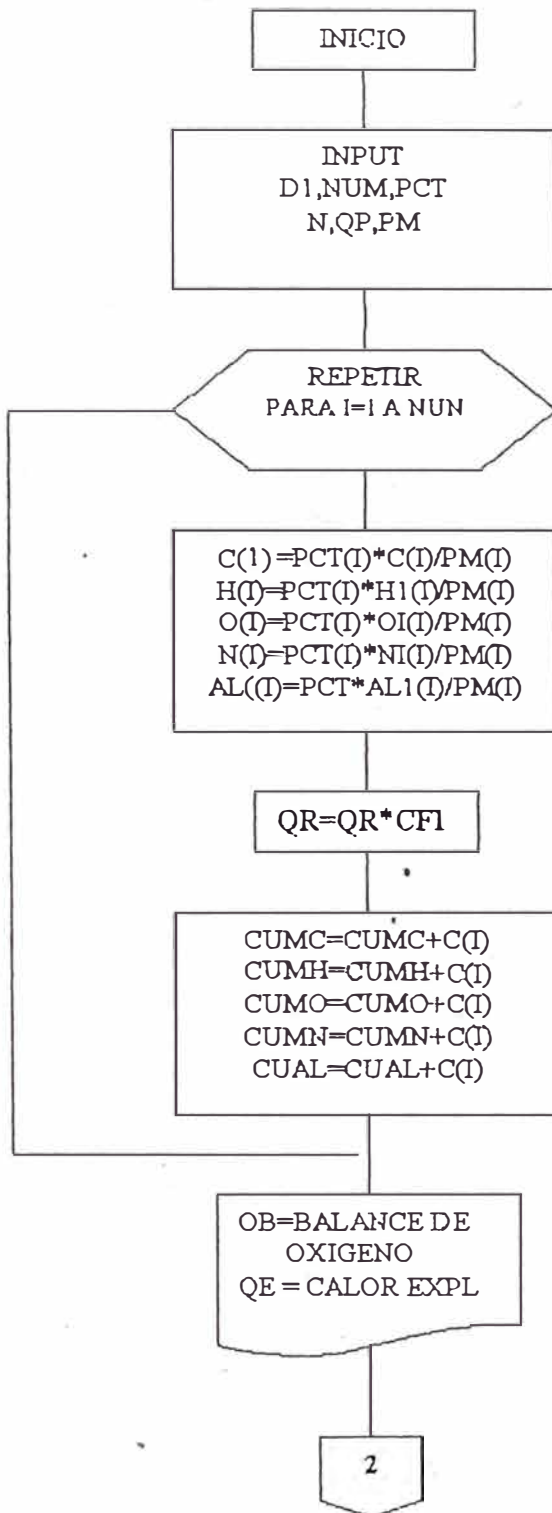 INICIO
INPUT
D1,NUM,PCT
N,QP,PM
REPETIR
PARA I=1 A NUN
C(1)=PCT(I)*C(I)/PM(I)
H(I)=PCT(I)*H1(I)/PM(I)
O(I)=PCT(I)*OI(I)/PM(I)
N(I)=PCT(I)*NI(I)/PM(I)
AL((I)=PCT*AL1(I)/PM(I)
QR=QR*CF1
CUMC=CUMC+C(I)
CUMH=CUMH+C(I)
CUMO=CUMO+C(I)
CUMN=CUMN+C(I)
CUAL=CUAL+C(I)
OB=BALANCE DE
OXIGENO
QE = CALOR EXPL
2